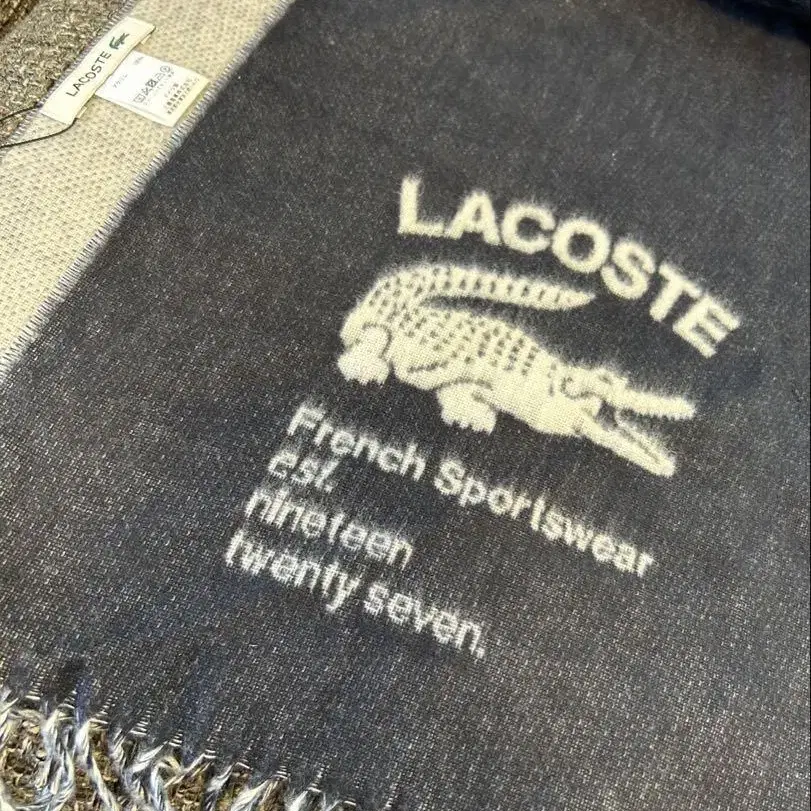 LACOSTE
LACOSTE
French Sportswear
est.
nineteen
twenty seven.